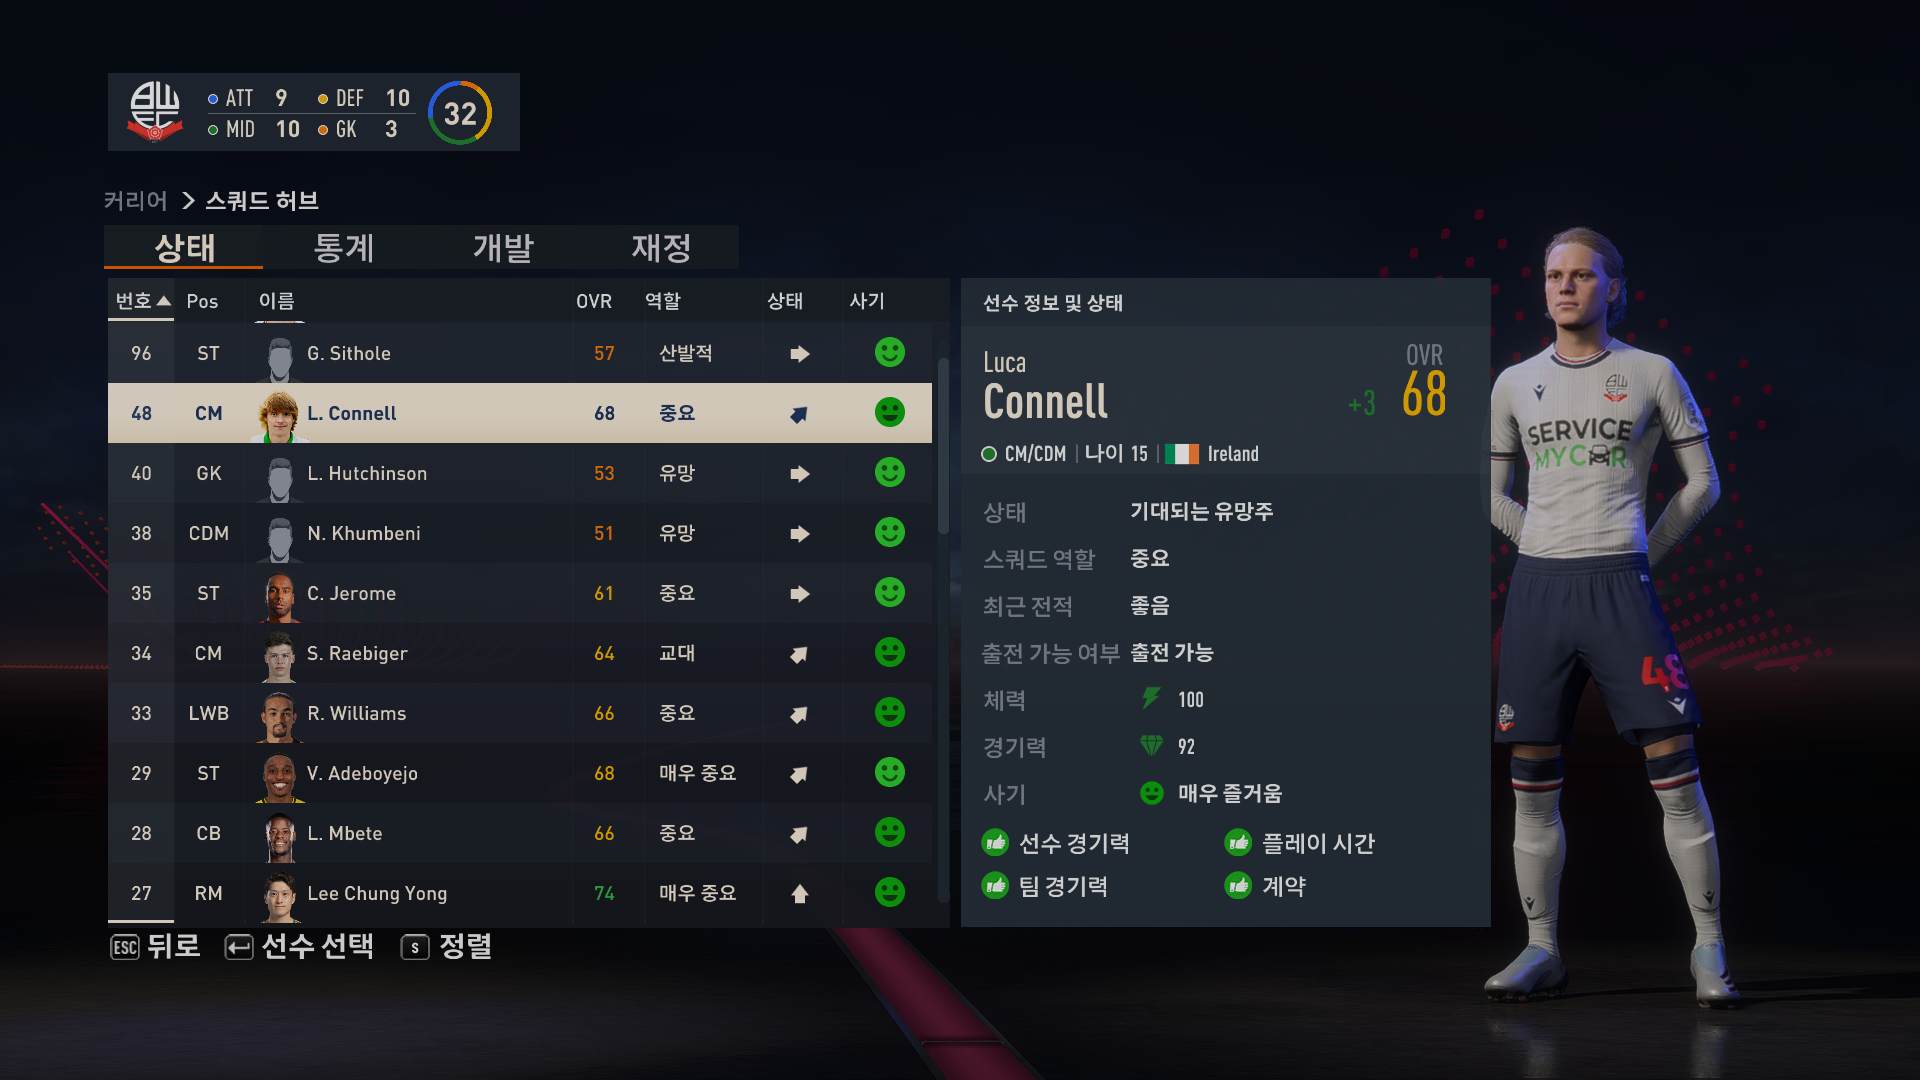 ATT 9 DEF 10
MID 10 GK 3
32
커리어 > 스쿼드 허브
상태 통계 개발 재정
번호 Pos 이름 OVR 역할 상태 사기
96 ST G. Sithole 57 산발적
48 CM L. Connell 68 중요
40 GK L. Hutchinson 53 유망
38 CDM N. Khumbeni 51 유망
35 ST C. Jerome 61 중요
34 CM S. Raebiger 64 교대
33 LWB R. Williams 66 중요
29 ST V. Adeboyejo 68 매우 중요
28 CB L. Mbete 66 중요
27 RM Lee Chung Yong 74 매우 중요
ESC 뒤로 선수 선택 S 정렬
선수 정보 및 상태
Luca
Connell
OVR
+3 68
CM/CDM | 나이 15 | Ireland
상태 기대되는 유망주
스쿼드 역할 중요
최근 전적 좋음
출전 가능 여부 출전 가능
체력 100
경기력 92
사기 매우 즐거움
선수 경기력 플레이 시간
팀 경기력 계약
SERVICE
MYCAR
48